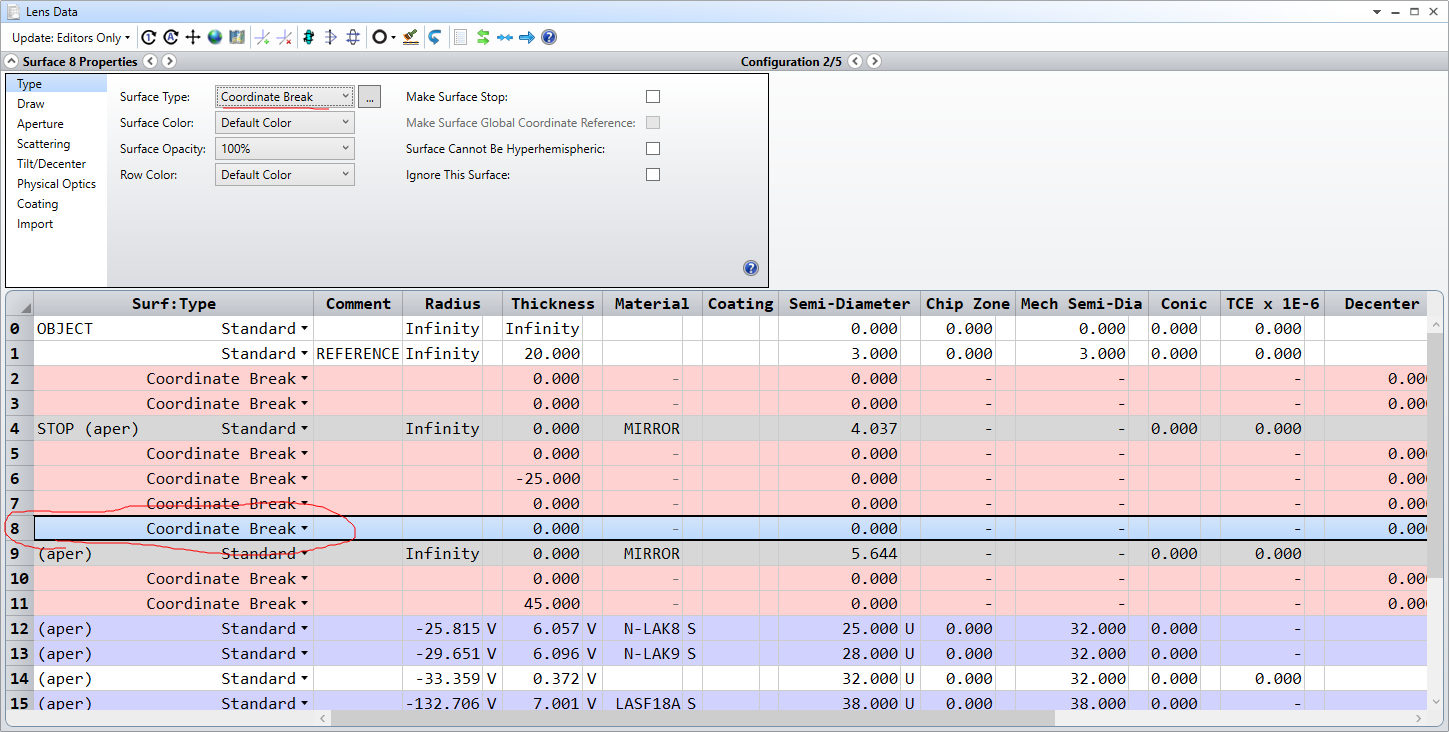 Lens Data
Update: Editors Only
Surface 8 Properties Configuration 2/5
Type
Draw
Aperture
Scattering
Tilt/Decenter
Physical Optics
Coating
Import
Surface Type: Coordinate Break ... Make Surface Stop:
Surface Color: Default Color Make Surface Global Coordinate Reference:
Surface Opacity: 100% Surface Cannot Be Hyperhemispheric:
Row Color: Default Color Ignore This Surface:
Surf:Type Comment Radius Thickness Material Coating Semi-Diameter Chip Zone Mech Semi-Dia Conic TCE x 1E-6 Decenter
0 OBJECT Standard Infinity Infinity 0.000 0.000 0.000 0.000 0.000
1 Standard REFERENCE Infinity 20.000 3.000 0.000 3.000 0.000 0.000
2 Coordinate Break 0.000 - 0.000 - - - 0.00
3 Coordinate Break 0.000 - 0.000 - - - 0.00
4 STOP (aper) Standard Infinity 0.000 MIRROR 4.037 - - 0.000 0.000
5 Coordinate Break 0.000 - 0.000 - - - 0.00
6 Coordinate Break -25.000 - 0.000 - - - 0.00
7 Coordinate Break 0.000 - 0.000 - - - 0.00
8 Coordinate Break 0.000 - 0.000 - - - 0.00
9 (aper) Standard Infinity 0.000 MIRROR 5.644 - - 0.000 0.000
10 Coordinate Break 0.000 - 0.000 - - - 0.00
11 Coordinate Break 45.000 - 0.000 - - - 0.00
12 (aper) Standard -25.815 V 6.057 V N-LAK8 S 25.000 U 0.000 32.000 0.000 -
13 (aper) Standard -29.651 V 6.096 V N-LAK9 S 28.000 U 0.000 32.000 0.000 -
14 (aper) Standard -33.359 V 0.372 V 32.000 U 0.000 32.000 0.000 0.000
15 (aper) Standard -132.706 V 7.001 V LASF18A S 38.000 U 0.000 38.000 0.000 -